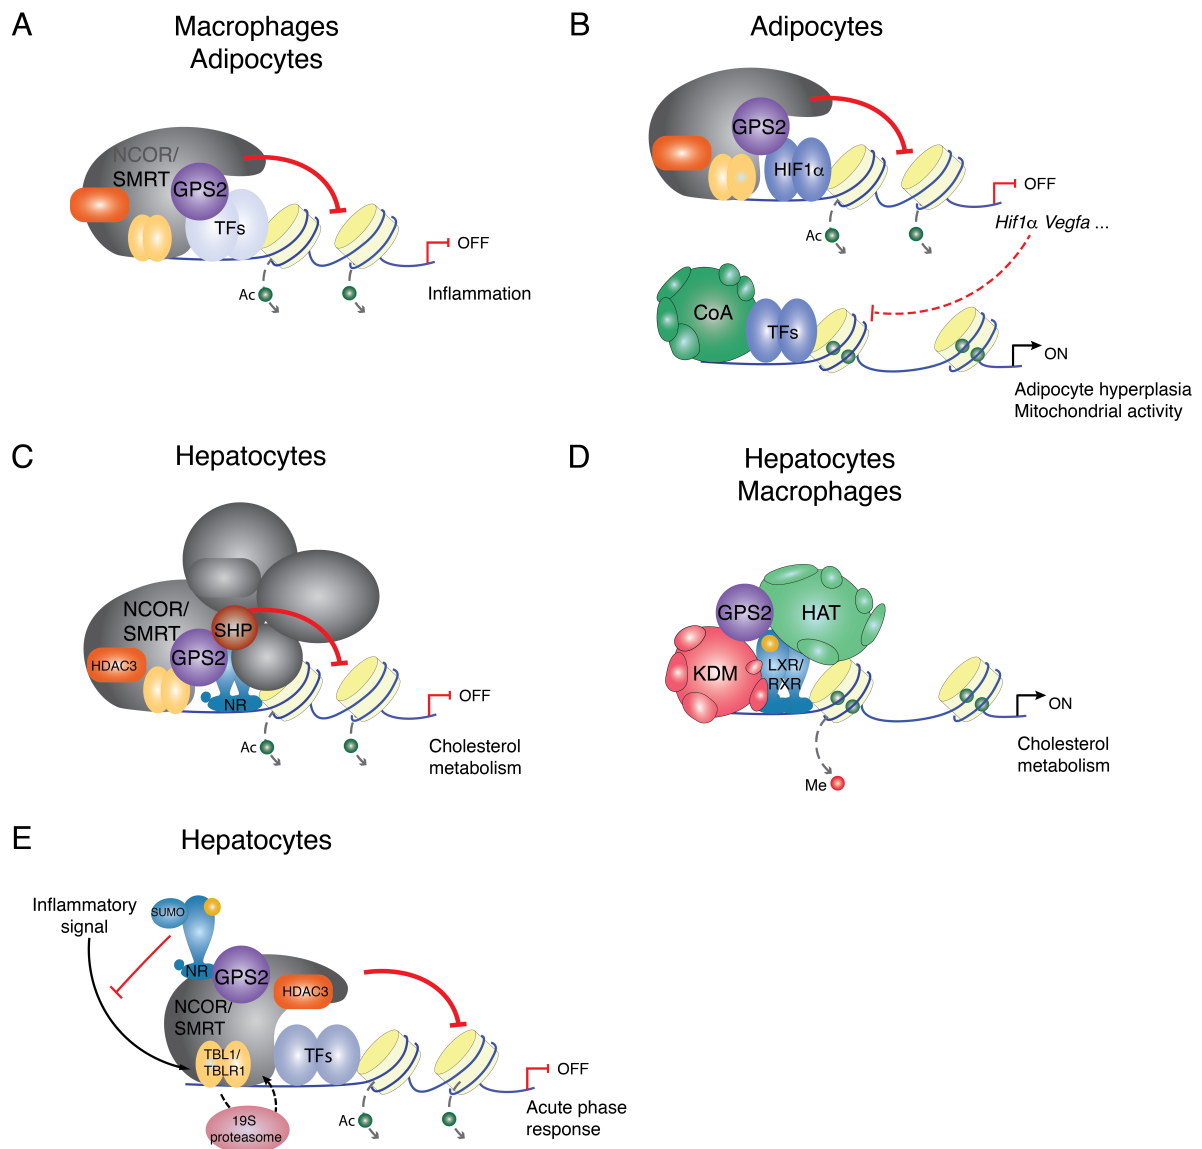 A
Macrophages
Adipocytes
NCOR/
SMRT
GPS2
TFs
OFF
Ac
Inflammation
B
Adipocytes
GPS2
HIF1α
OFF
Hif1α Vegfa ...
Ac
CoA
TFs
ON
Adipocyte hyperplasia
Mitochondrial activity
C
Hepatocytes
NCOR/
SMRT
SHP
GPS2
HDAC3
NR
OFF
Ac
Cholesterol
metabolism
D
Hepatocytes
Macrophages
GPS2
HAT
KDM
LXR/
RXR
ON
Cholesterol
metabolism
Me
E
Hepatocytes
Inflammatory
signal
SUMO
NR
GPS2
HDAC3
NCOR/
SMRT
TBL1/
TBLR1
TFs
OFF
19S
proteasome
Ac
Acute phase
response